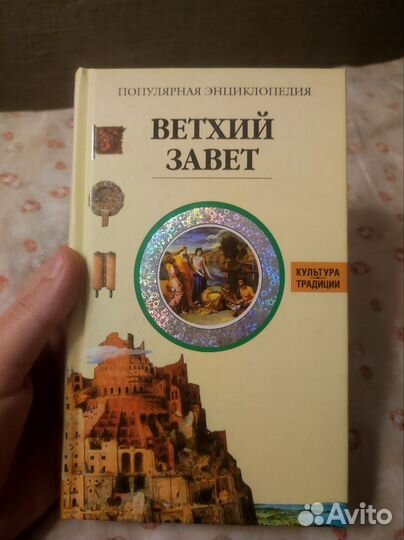 ПОПУЛЯРНАЯ ЭНЦИКЛОПЕДИЯ
ВЕТХИЙ
ЗАВЕТ
КУЛЬТУРА
ТРАДИЦИИ
Avito